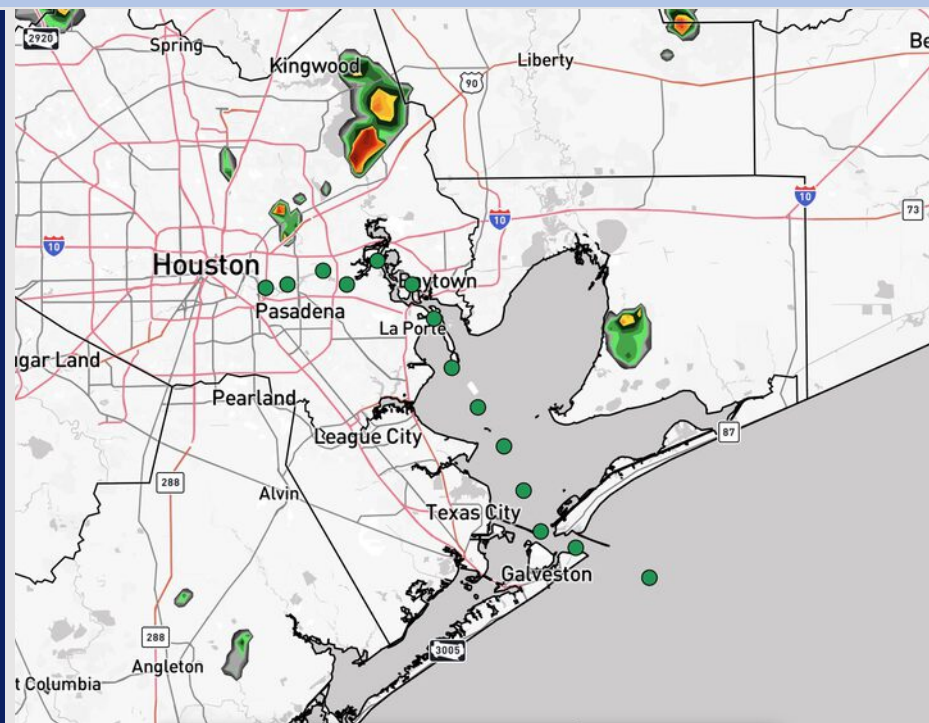 2920
Spring
Kingwood
Liberty
Be
90
10
73
10
10
Houston
Baytown
Pasadena
La Porte
ugar Land
Pearland
League City
87
288
Alvin
Texas City
Galveston
288
3005
Angleton
t Columbia